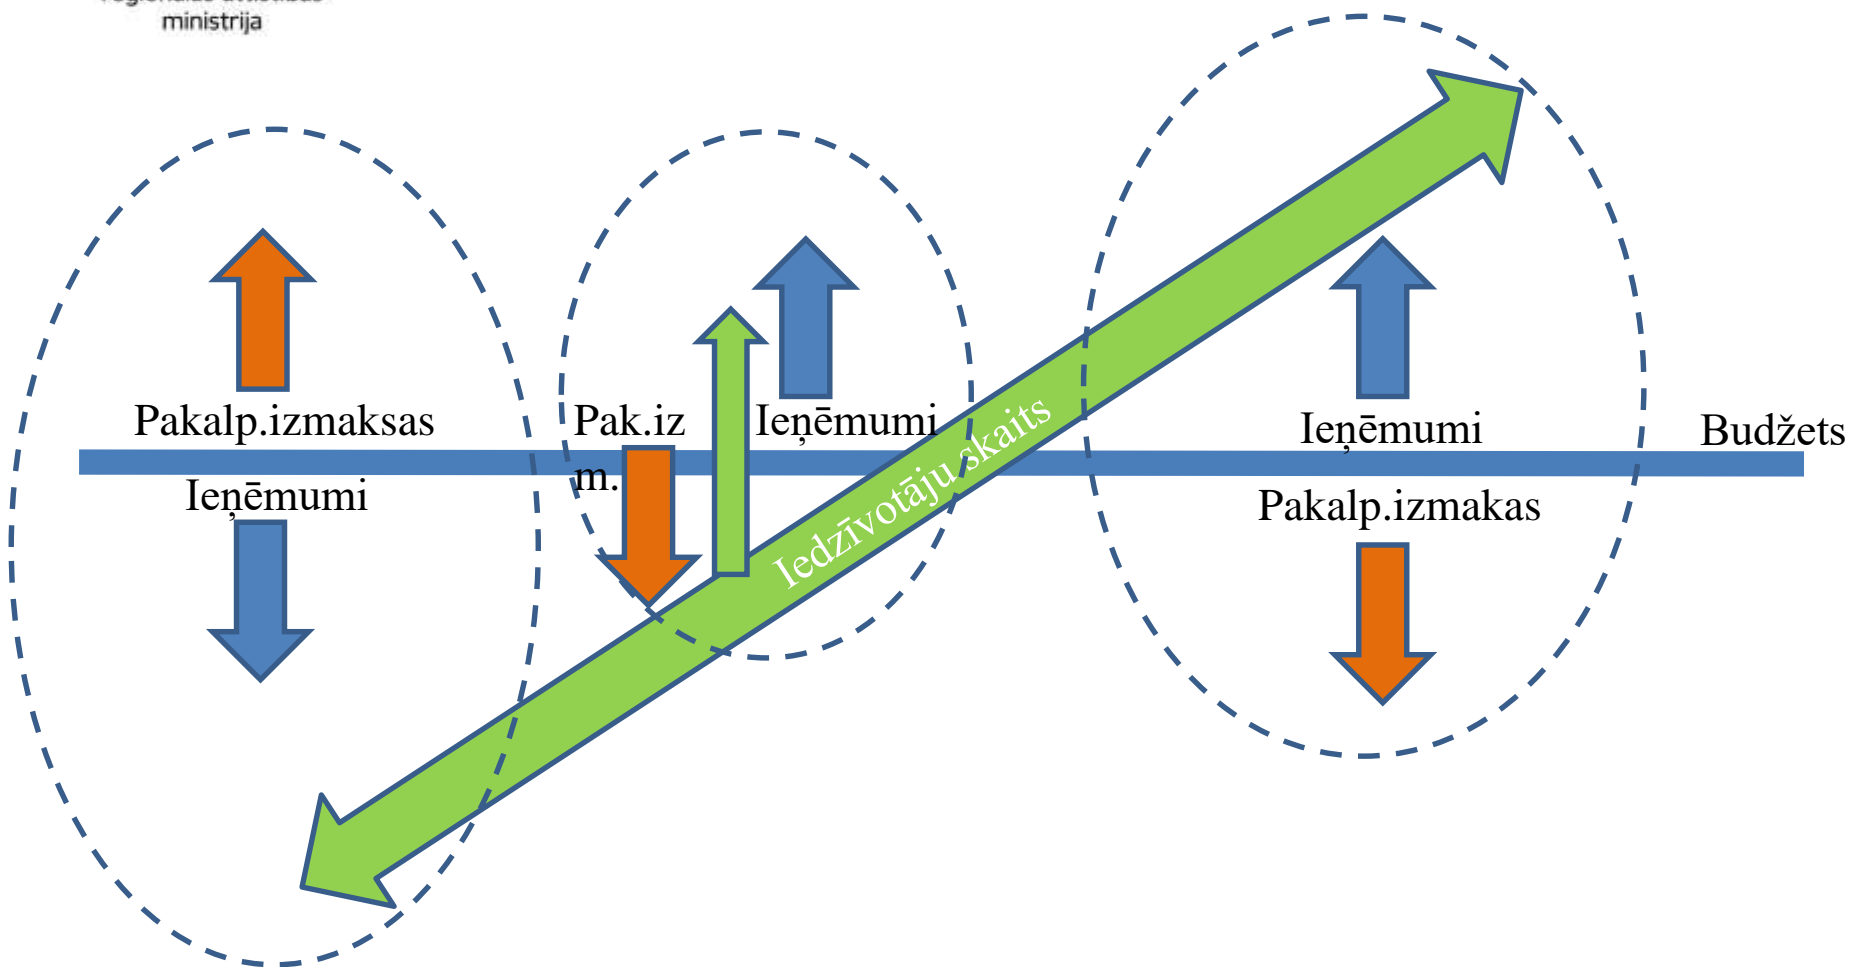 ministrija
Pakalp.izmaksas
Ieņēmumi
Pak.iz
m.
Ieņēmumi
Iedzīvotāju skaits
Ieņēmumi
Pakalp.izmakas
Budžets